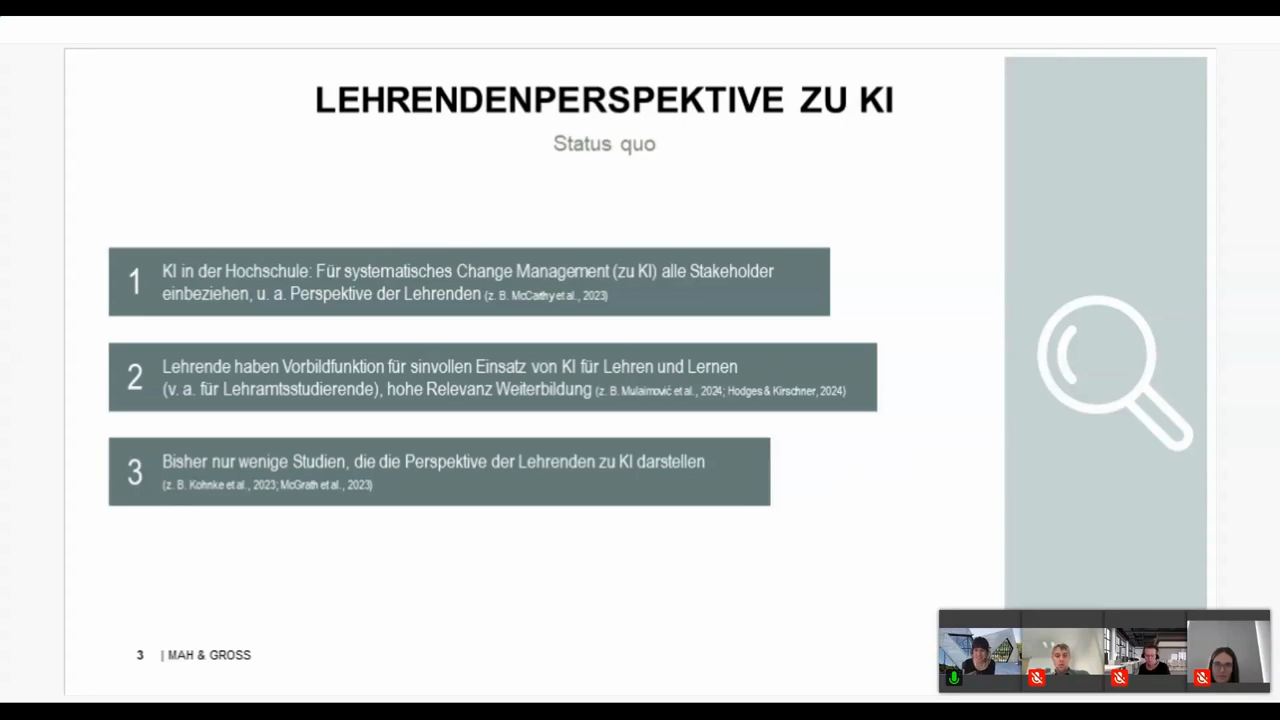 LEHRENDENPERSPEKTIVE ZU KI
Status quo
1
KI in der Hochschule: Für systematisches Change Management (zu KI) alle Stakeholder
einbeziehen, u. a. Perspektive der Lehrenden (z. B. McCarthy et al., 2023)
2
Lehrende haben Vorbildfunktion für sinvollen Einsatz von KI für Lehren und Lernen
(v. a. für Lehramtsstudierende), hohe Relevanz Weiterbildung (z. B. Mulaimović et al., 2024; Hodges & Kirschner, 2024)
3
Bisher nur wenige Studien, die die Perspektive der Lehrenden zu KI darstellen
(z. B. Kohnke et al., 2023; McGrath et al., 2023)
3 | MAH & GROSS